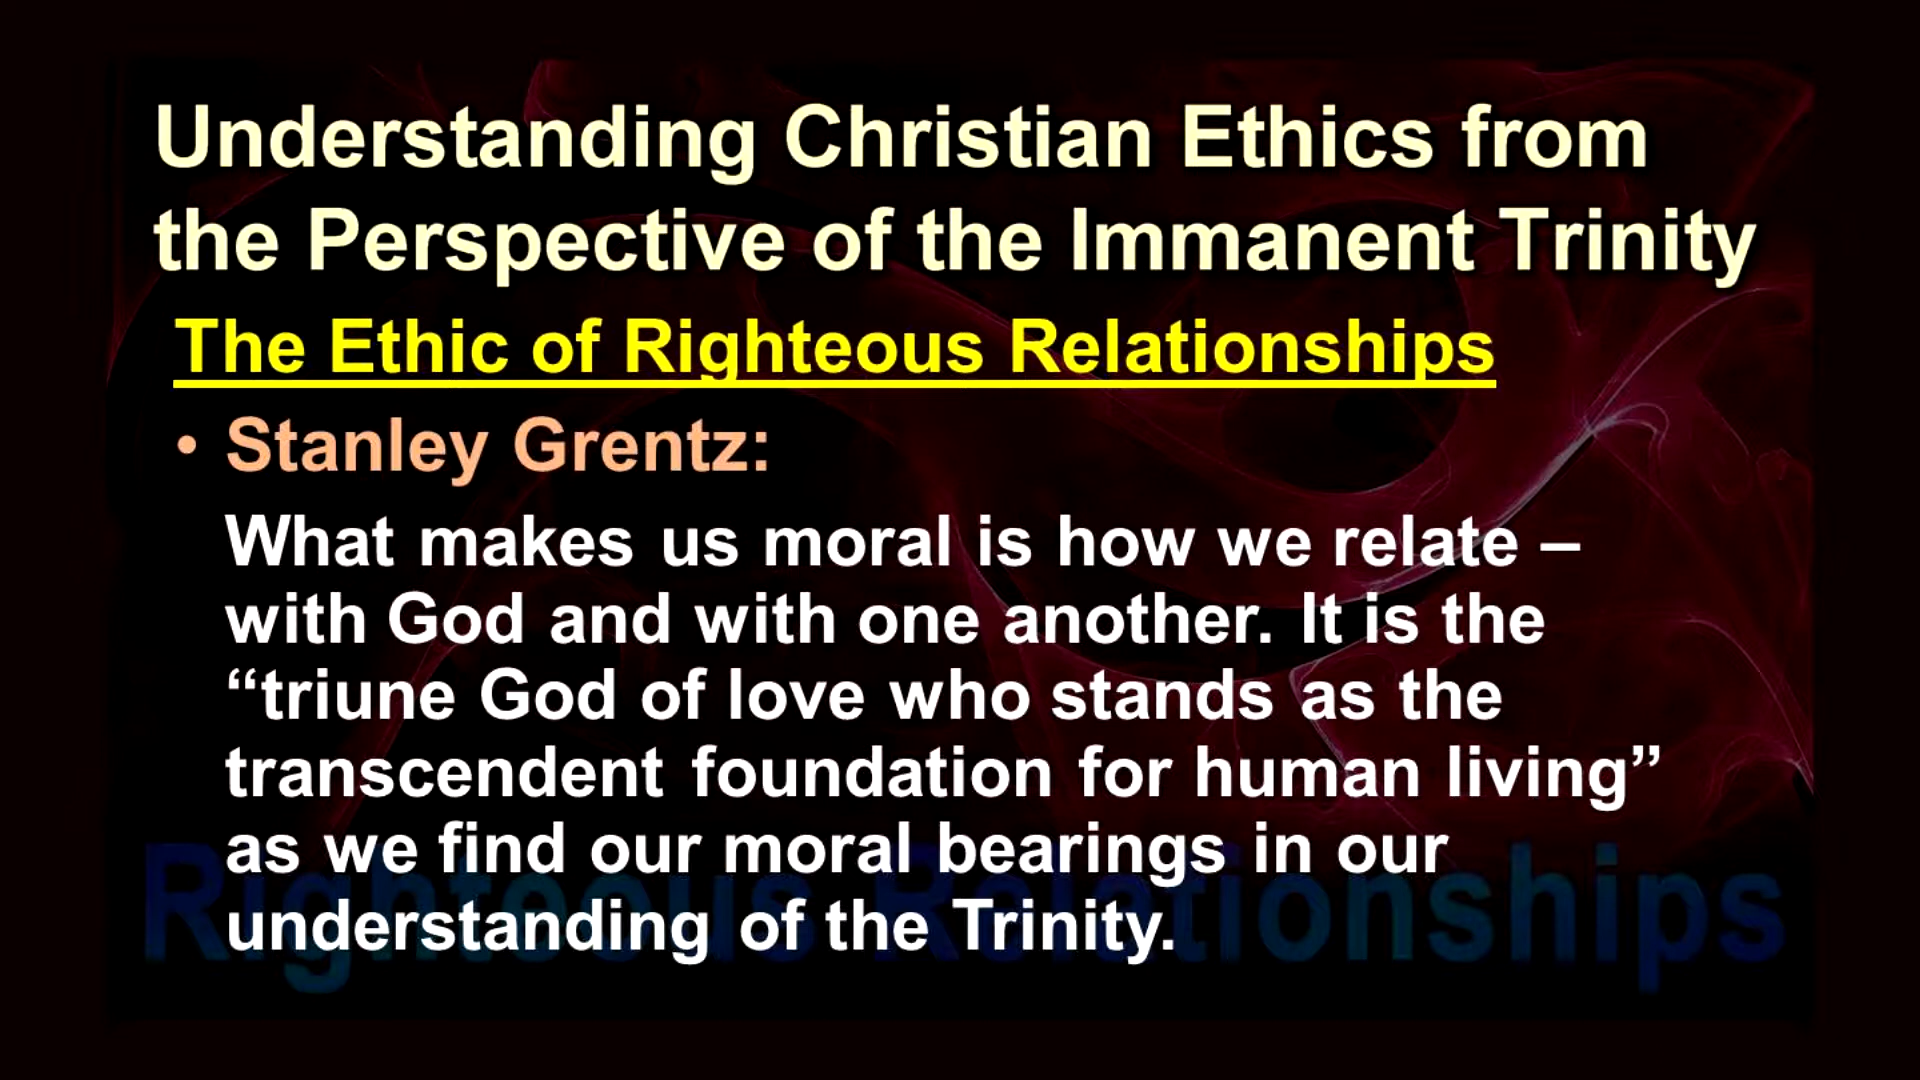 Understanding Christian Ethics from
the Perspective of the Immanent Trinity
The Ethic of Righteous Relationships
• Stanley Grentz:
What makes us moral is how we relate –
with God and with one another. It is the
“triune God of love who stands as the
transcendent foundation for human living”
as we find our moral bearings in our
understanding of the Trinity.
Righteous Relationships